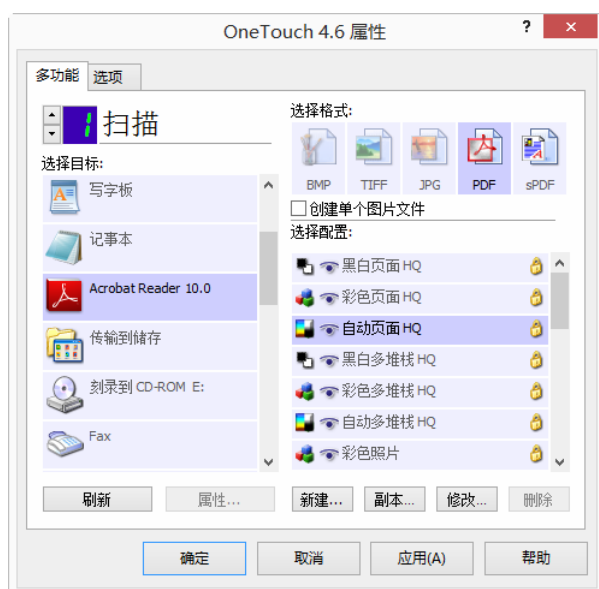 OneTouch 4.6 属性
?
×
多功能
选项
1
扫描
选择目标:
写字板
记事本
Acrobat Reader 10.0
传输到储存
刻录到 CD-ROM E:
Fax
刷新
属性...
选择格式:
BMP
TIFF
JPG
PDF
sPDF
创建单个图片文件
选择配置:
黑白页面 HQ
彩色页面 HQ
自动页面 HQ
黑白多堆栈 HQ
彩色多堆栈 HQ
自动多堆栈 HQ
彩色照片
新建...
副本...
修改...
删除
确定
取消
应用(A)
帮助